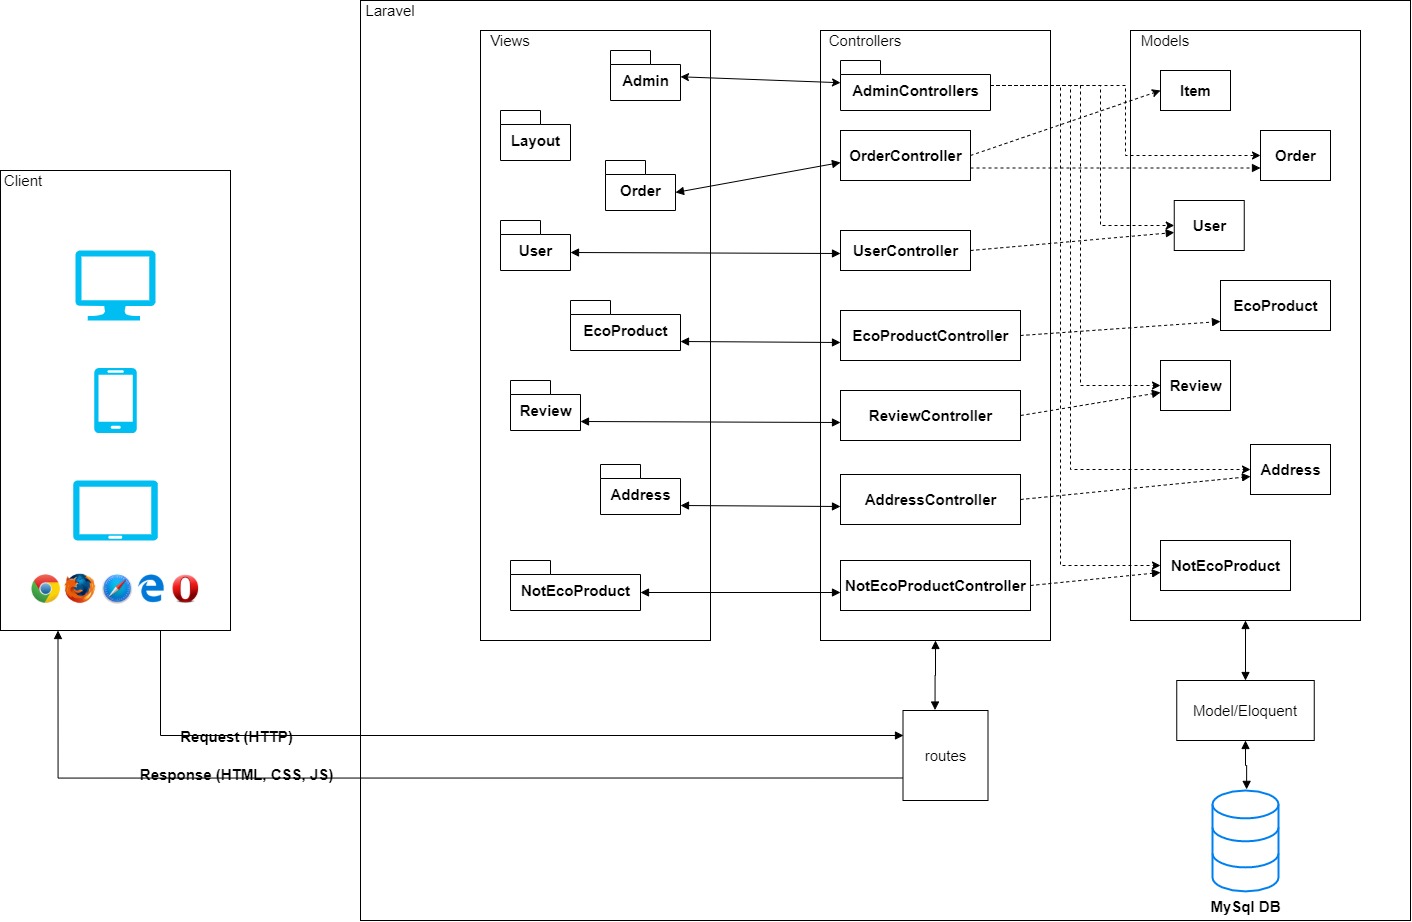 Laravel
Views
Controllers
Models
Admin
AdminControllers
Item
Layout
OrderController
Order
Order
Client
User
UserController
User
EcoProduct
EcoProductController
EcoProduct
Review
ReviewController
Review
Address
AddressController
Address
NotEcoProduct
NotEcoProductController
NotEcoProduct
Model/Eloquent
Request (HTTP)
routes
Response (HTML, CSS, JS)
MySql DB